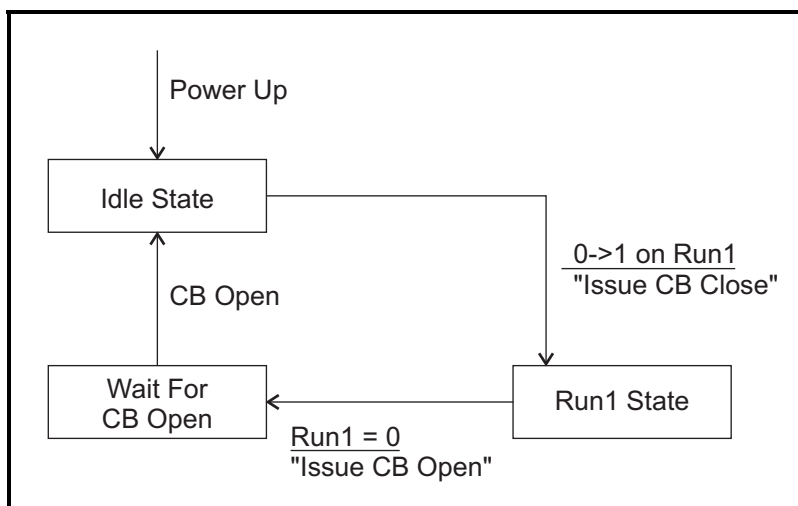 Power Up
Idle State
0->1 on Run1
"Issue CB Close"
CB Open
Wait For
CB Open
Run1 State
Run1 = 0
"Issue CB Open"